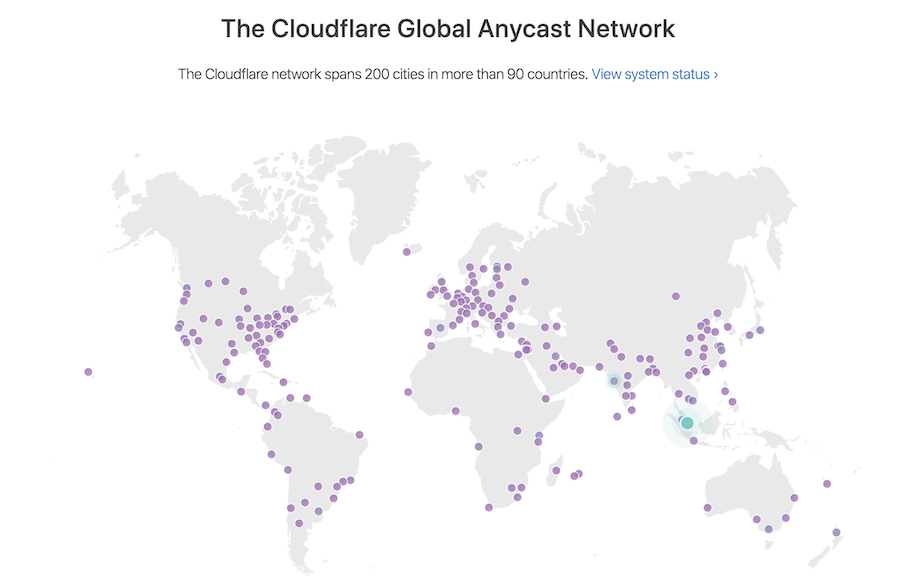 The Cloudflare Global Anycast Network
The Cloudflare network spans 200 cities in more than 90 countries. View system status ›